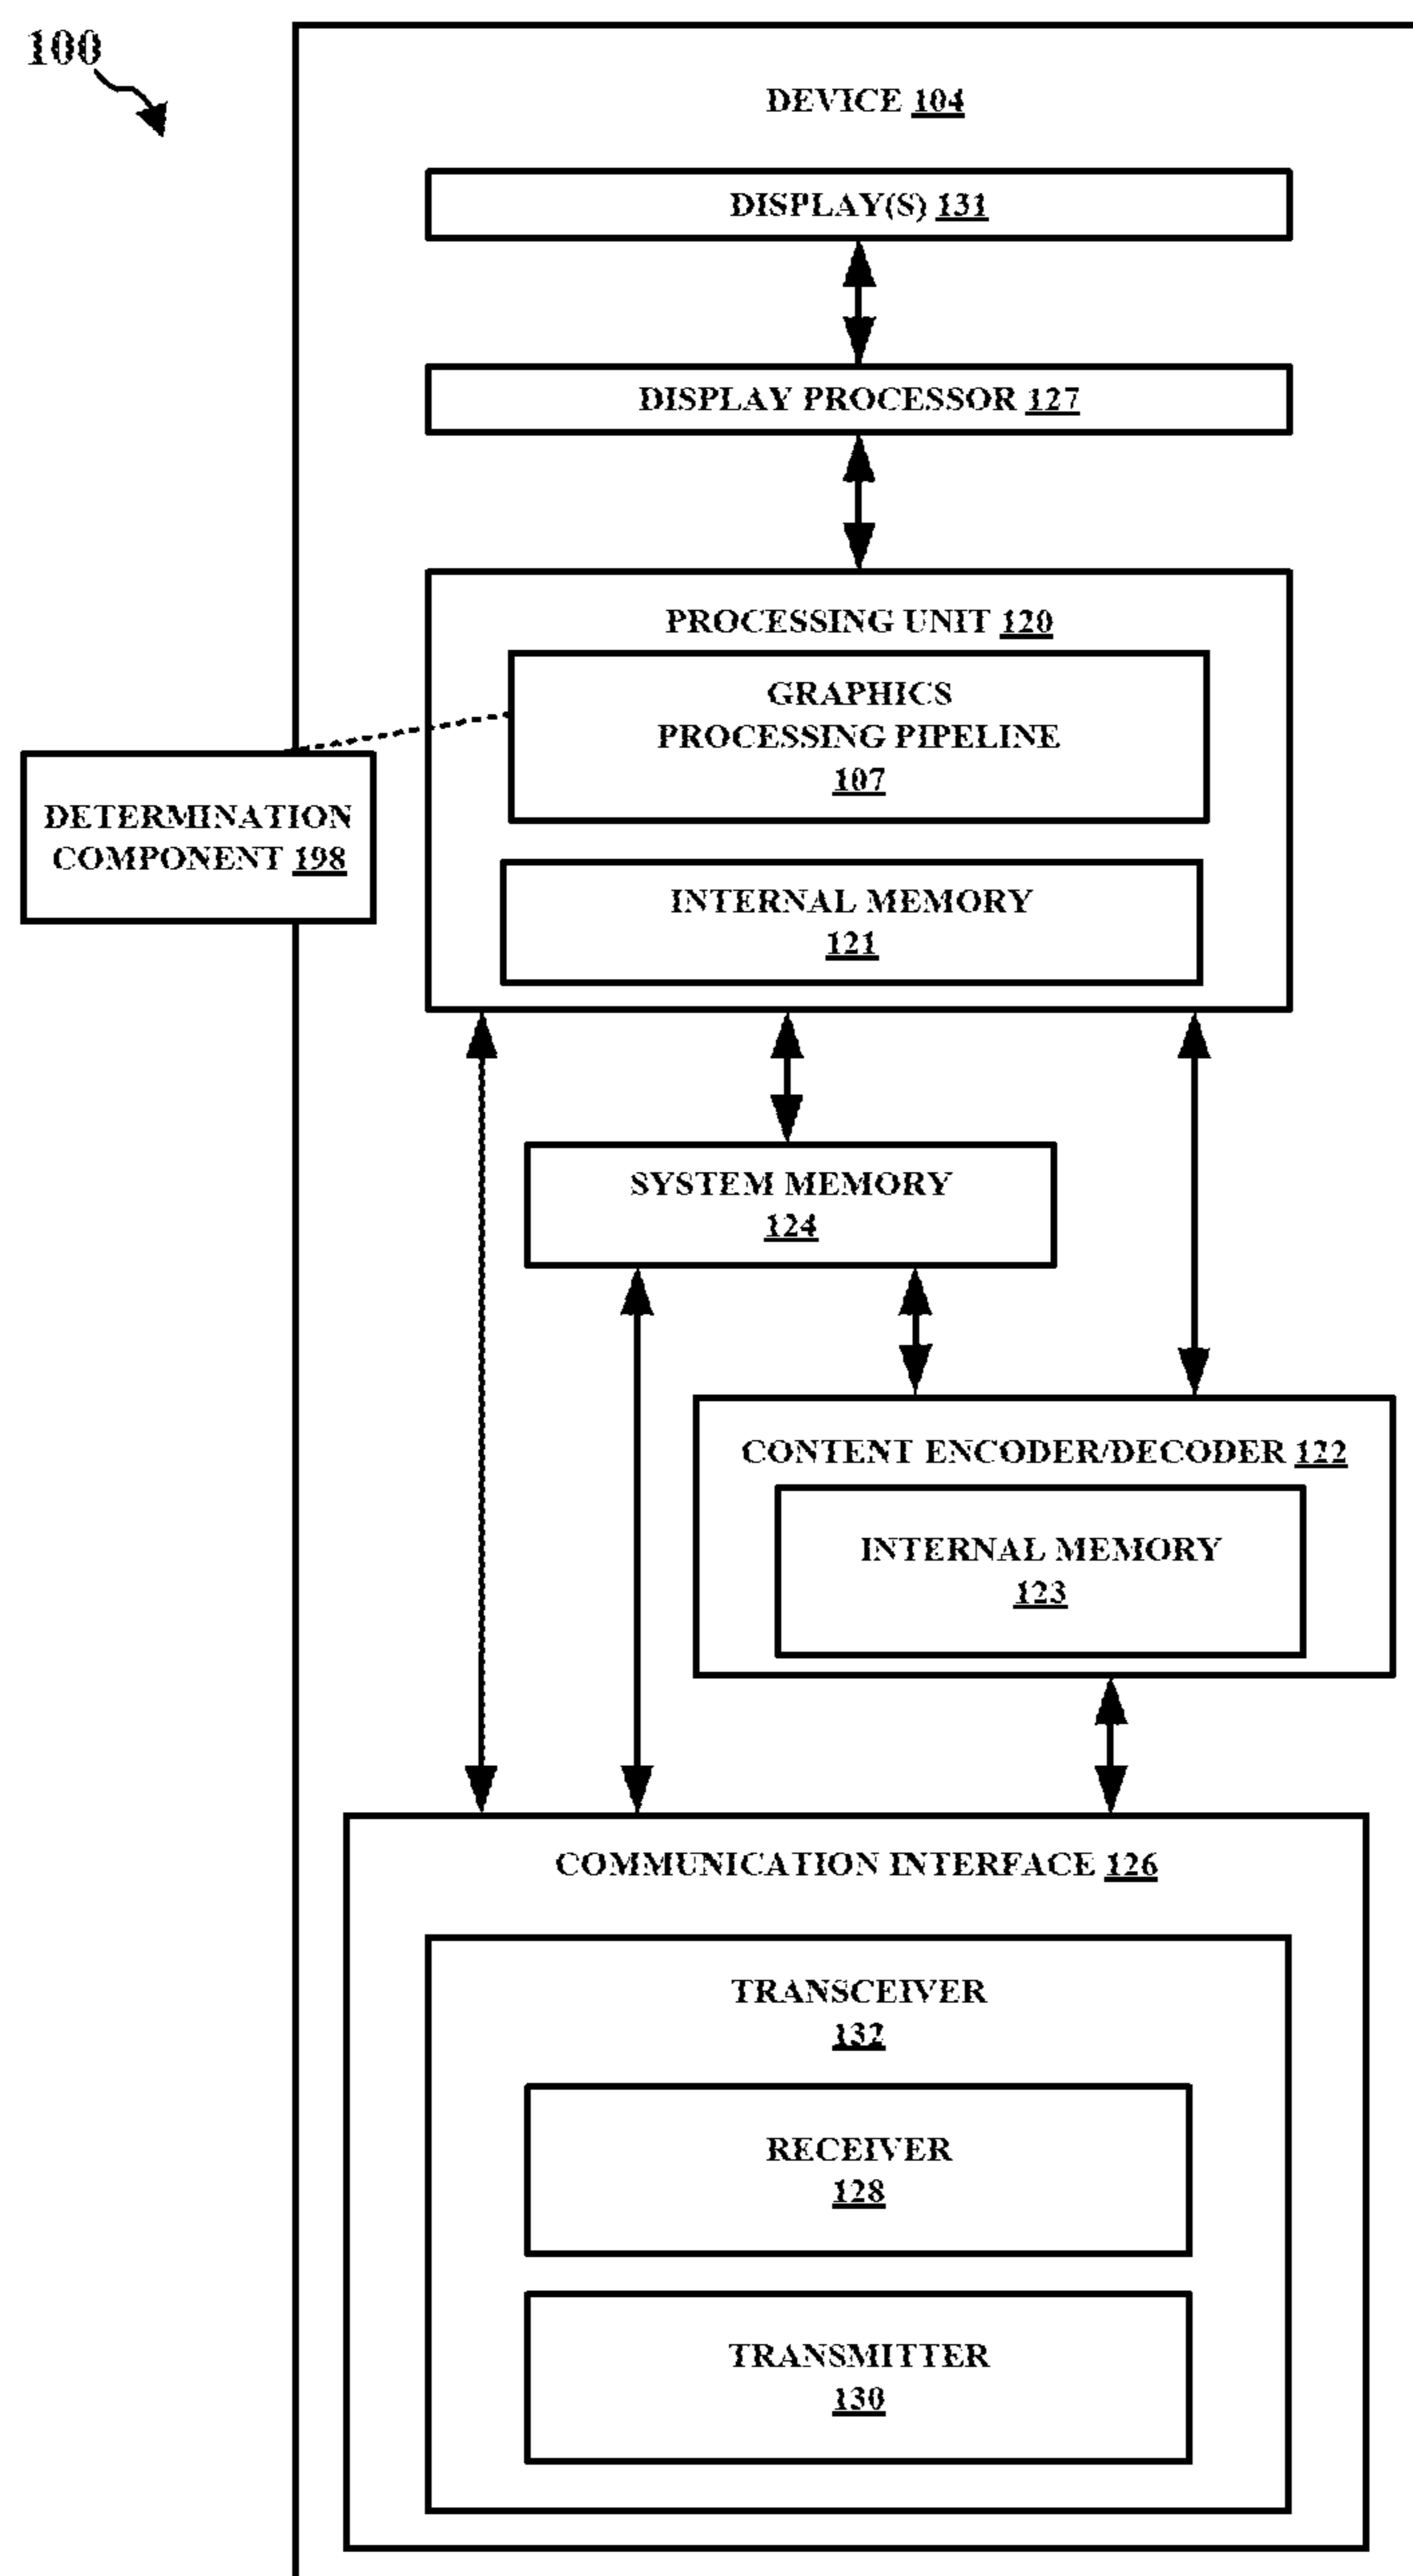 100
DEVICE 104
DISPLAY(S) 131
DISPLAY PROCESSOR 127
PROCESSING UNIT 120
GRAPHICS
PROCESSING PIPELINE
107
DETERMINATION
COMPONENT 198
INTERNAL MEMORY
121
SYSTEM MEMORY
124
CONTENT ENCODER/DECODER 122
INTERNAL MEMORY
123
COMMUNICATION INTERFACE 126
TRANSCEIVER
132
RECEIVER
128
TRANSMITTER
130